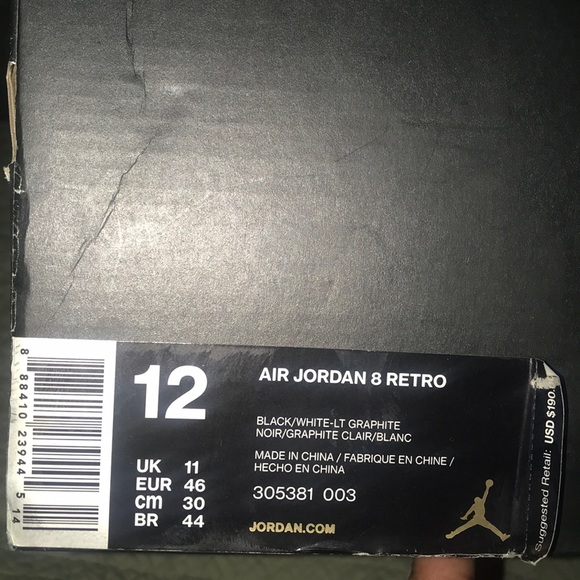 8 88410 23944 5 14
12
UK 11
EUR 46
CM 30
BR 44
AIR JORDAN 8 RETRO
BLACK/WHITE-LT GRAPHITE
NOIR/GRAPHITE CLAIR/BLANC
MADE IN CHINA / FABRIQUE EN CHINE /
HECHO EN CHINA
305381 003
JORDAN.COM
Suggested Retail: USD $190.